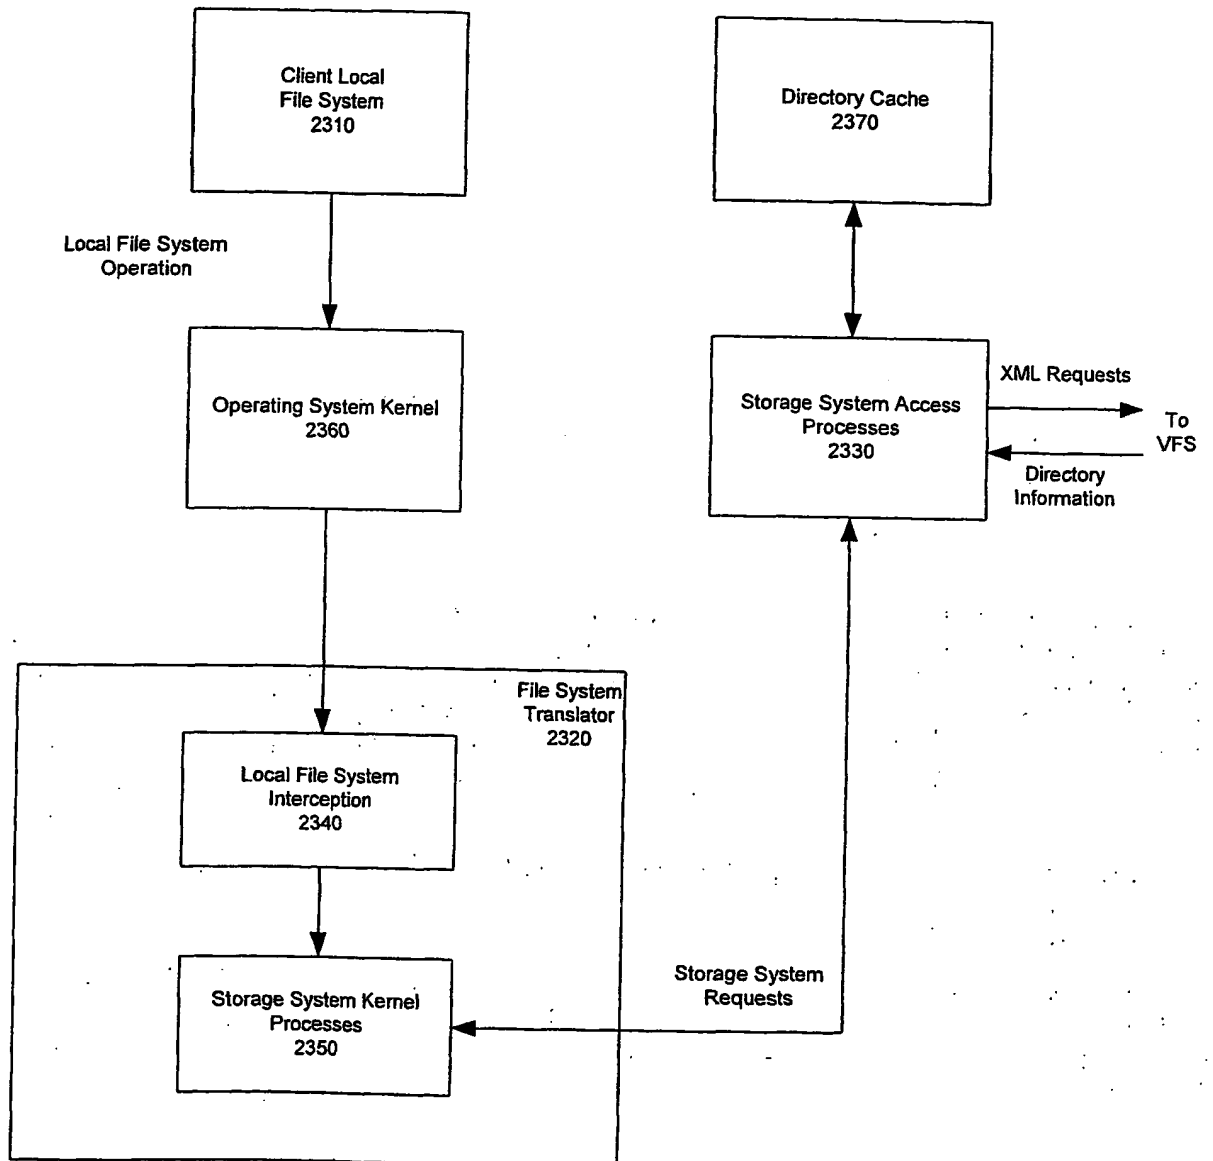 Client Local
File System
2310
Directory Cache
2370
Local File System
Operation
Operating System Kernel
2360
Storage System Access
Processes
2330
XML Requests
To
VFS
Directory
Information
File System
Translator
2320
Local File System
Interception
2340
Storage System Kernel
Processes
2350
Storage System
Requests